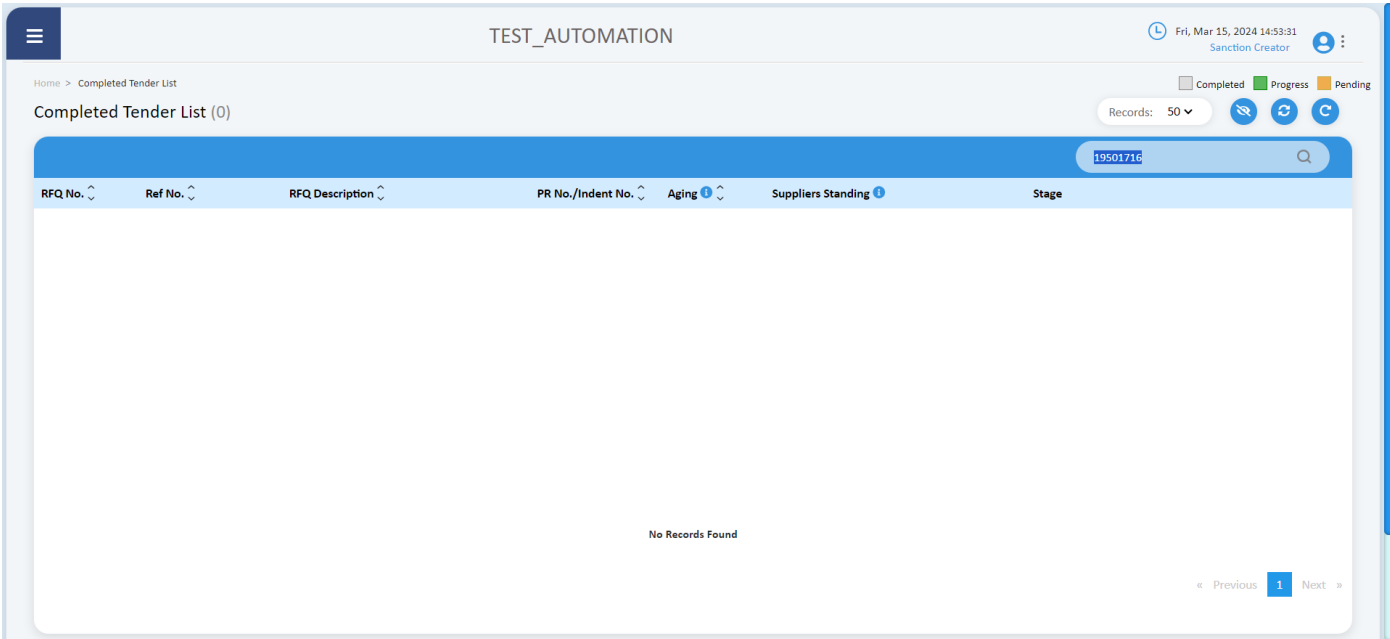 TEST_AUTOMATION
Fri, Mar 15, 2024 14:53:31
Sanction Creator
Home > Completed Tender List
Completed Progress Pending
Completed Tender List (0)
Records: 50
19501716
RFQ No. Ref No. RFQ Description PR No./Indent No. Aging Suppliers Standing Stage
No Records Found
« Previous 1 Next »